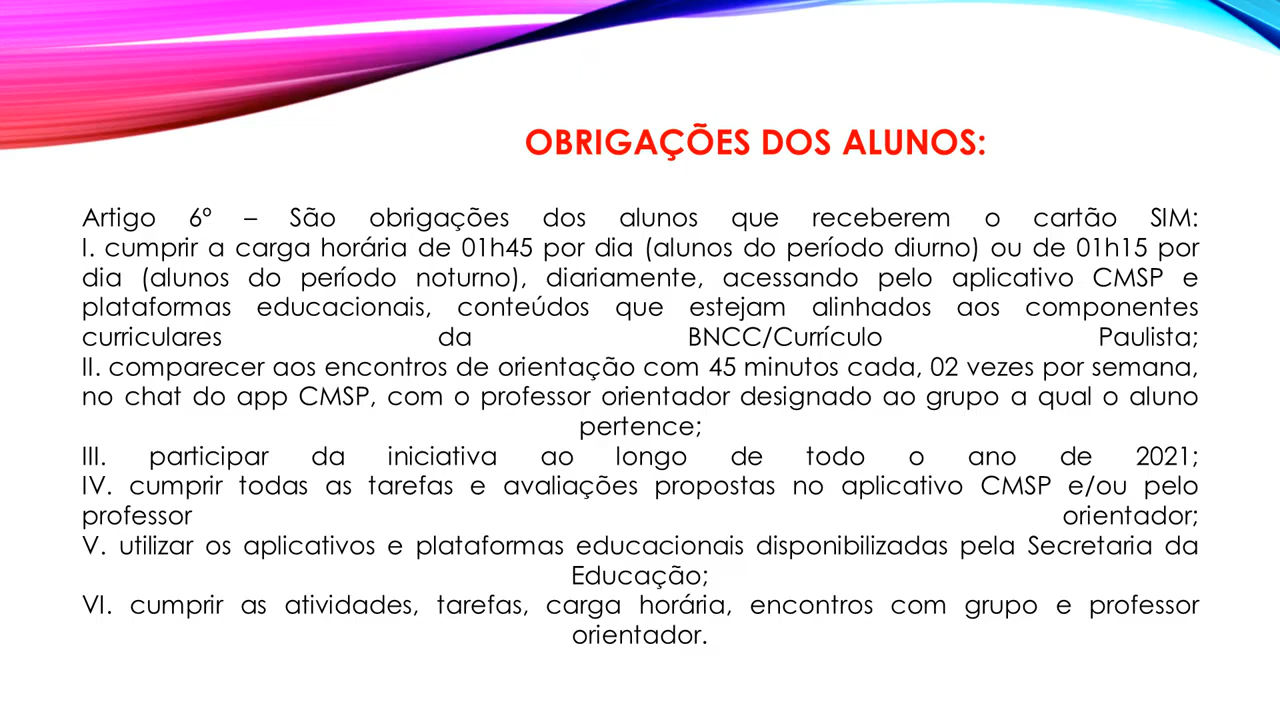 OBRIGAÇÕES DOS ALUNOS:
Artigo 6º – São obrigações dos alunos que receberem o cartão SIM:
I. cumprir a carga horária de 01h45 por dia (alunos do período diurno) ou de 01h15 por
dia (alunos do período noturno), diariamente, acessando pelo aplicativo CMSP e
plataformas educacionais, conteúdos que estejam alinhados aos componentes
curriculares da BNCC/Currículo Paulista;
II. comparecer aos encontros de orientação com 45 minutos cada, 02 vezes por semana,
no chat do app CMSP, com o professor orientador designado ao grupo a qual o aluno
pertence;
III. participar da iniciativa ao longo de todo o ano de 2021;
IV. cumprir todas as tarefas e avaliações propostas no aplicativo CMSP e/ou pelo
professor orientador;
V. utilizar os aplicativos e plataformas educacionais disponibilizadas pela Secretaria da
Educação;
VI. cumprir as atividades, tarefas, carga horária, encontros com grupo e professor
orientador.